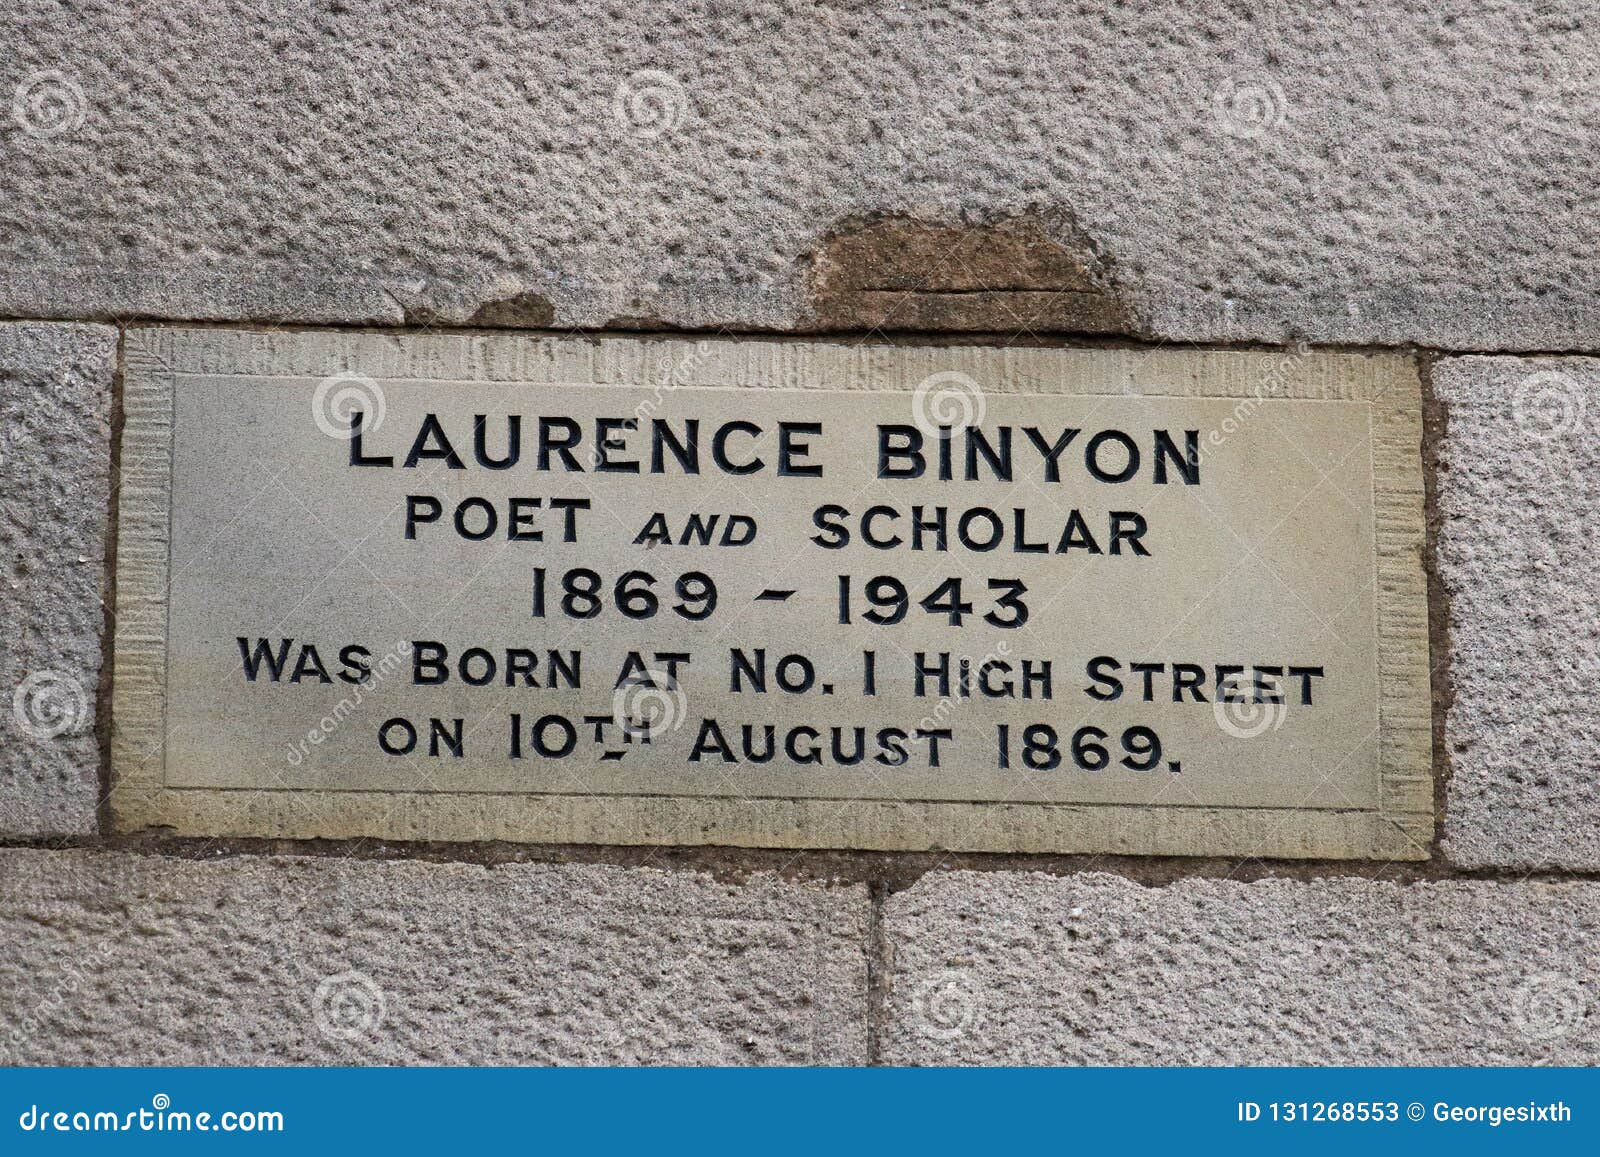 LAURENCE BINYON
POET AND SCHOLAR
1869 - 1943
WAS BORN AT NO. 1 HIGH STREET
ON 10TH AUGUST 1869.
dreamstime.com
ID 131268553 © Georgesixth